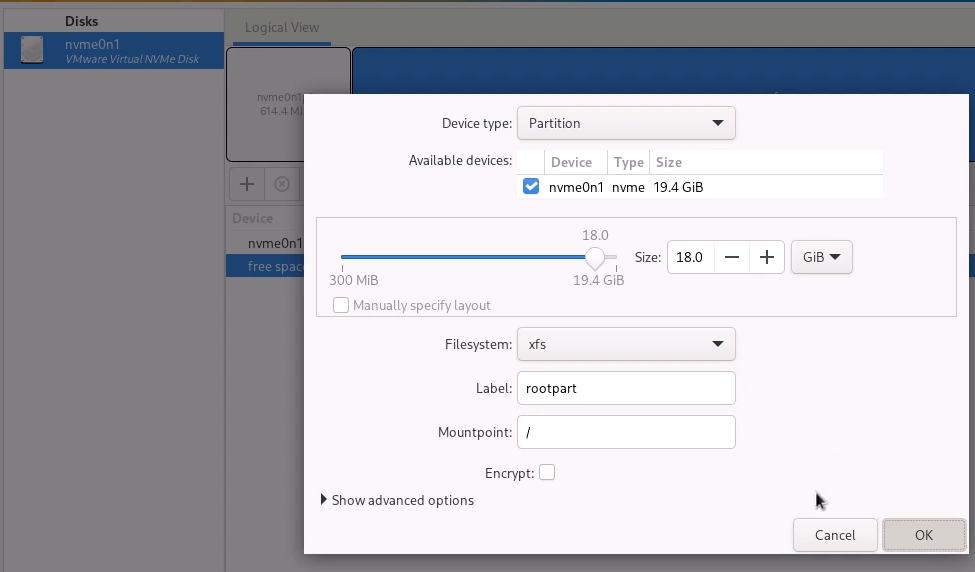 Disks
nvme0n1
VMware Virtual NVMe Disk
Logical View
nvme0n1
614.4 Mi
Device
nvme0n1
free space
Device type: Partition
Available devices:
Device Type Size
nvme0n1 nvme 19.4 GiB
18.0
Size: 18.0 GiB
300 MiB 19.4 GiB
Manually specify layout
Filesystem: xfs
Label: rootpart
Mountpoint: /
Encrypt:
Show advanced options
Cancel OK